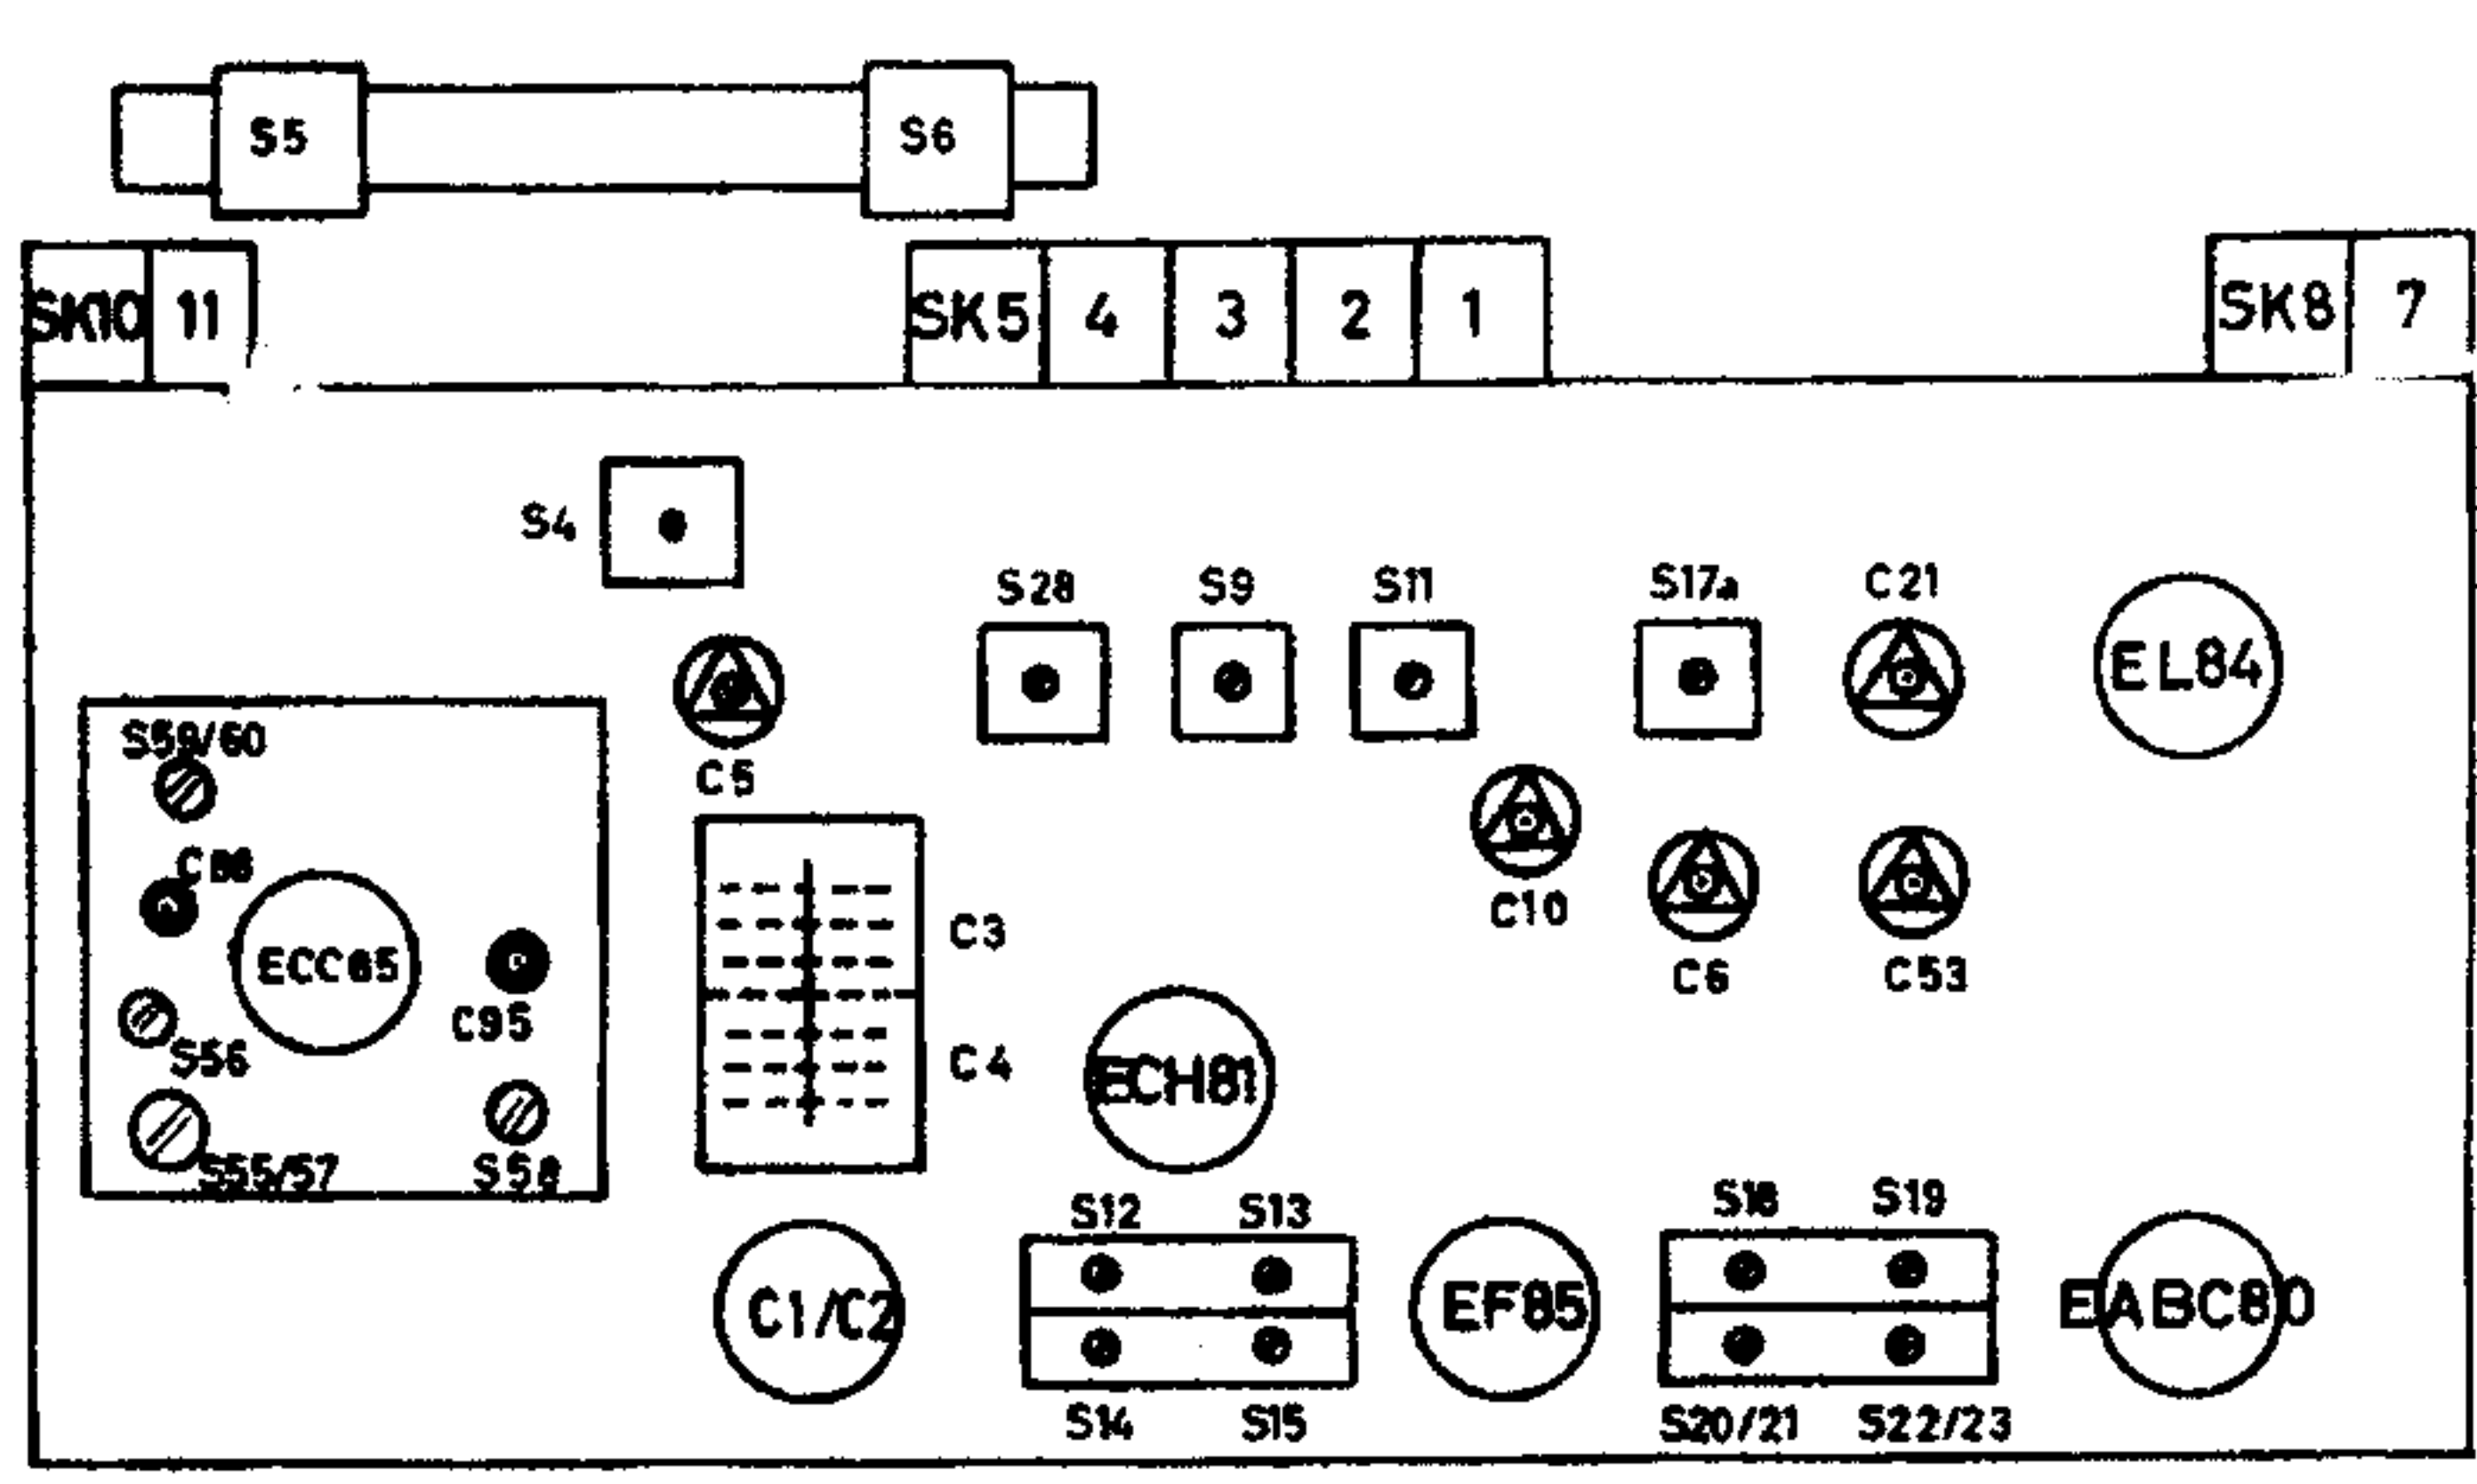 S5 S6
SK10 11 SK5 4 3 2 1 SK8 7
S4
S28 S9 S11 S17a C21
EL84
S59/60
C5
C10
C3
ECC85
C6 C53
C95
S56
C4
ECH81
S55/57 S58
S12 S13 S18 S19
C1/C2 EF85 EABC80
S14 S15 S20/21 S22/23